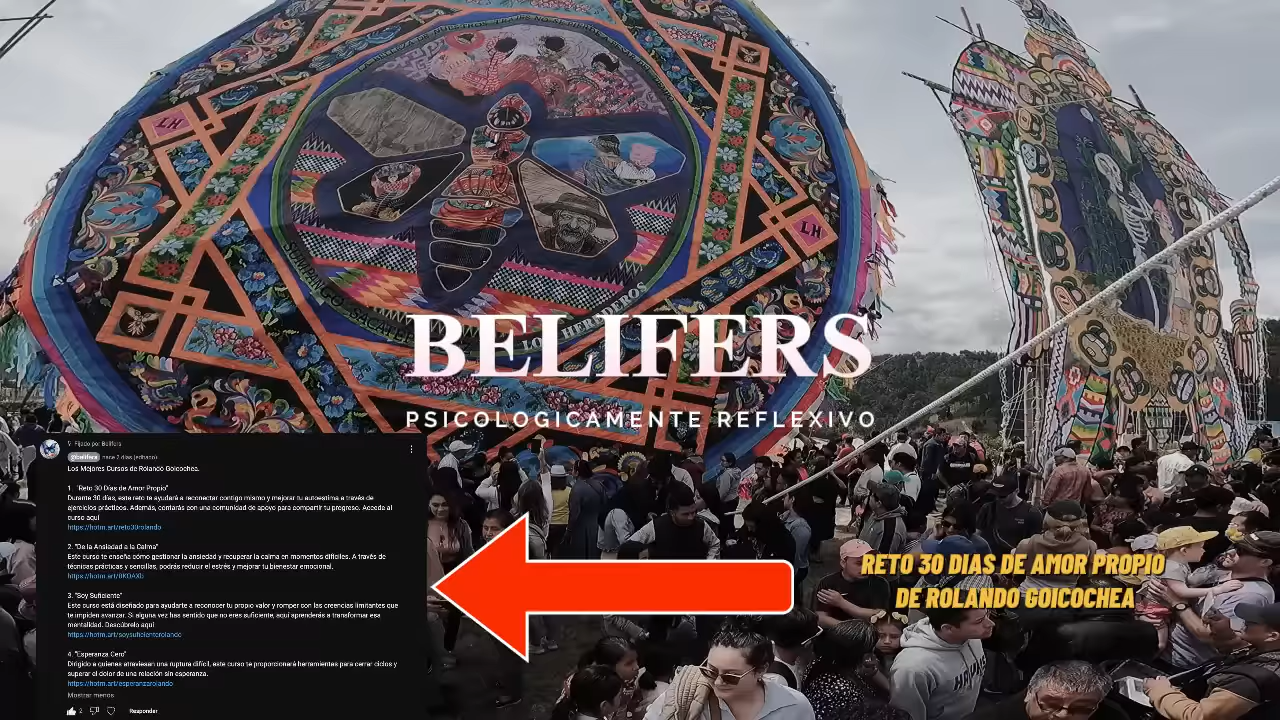 LH
LH
LOS HEREDEROS
BELIFERS
PSICOLOGICAMENTE REFLEXIVO
Fijado por Belifers
@belifers hace 2 días (editado)
Los Mejores Cursos de Rolando Goicochea.
1. "Reto 30 Días de Amor Propio"
Durante 30 días, este reto te ayudará a reconectar contigo mismo y mejorar tu autoestima a través de
ejercicios prácticos. Además, contarás con una comunidad de apoyo para compartir tu progreso. Accede al
curso aquí
https://hotm.art/reto30rolando
2. "De la Ansiedad a la Calma"
Este curso te enseña cómo gestionar la ansiedad y recuperar la calma en momentos difíciles. A través de
técnicas prácticas y sencillas, podrás reducir el estrés y mejorar tu bienestar emocional.
3. "Soy Suficiente"
Este curso está diseñado para ayudarte a reconocer tu propio valor y romper con las creencias limitantes que
te impiden avanzar. Si alguna vez has sentido que no eres suficiente, aquí aprenderás a transformar esa
mentalidad. Descúbrelo aquí
https://hotm.art/soysuficienterolando
4. "Esperanza Cero"
Dirigido a quienes atraviesan una ruptura difícil, este curso te proporcionará herramientas para cerrar ciclos y
superar el dolor de una relación sin esperanza.
https://hotm.art/esperanzarolando
Mostrar menos
2
Responder
RETO 30 DIAS DE AMOR PROPIO
DE ROLANDO GOICOCHEA